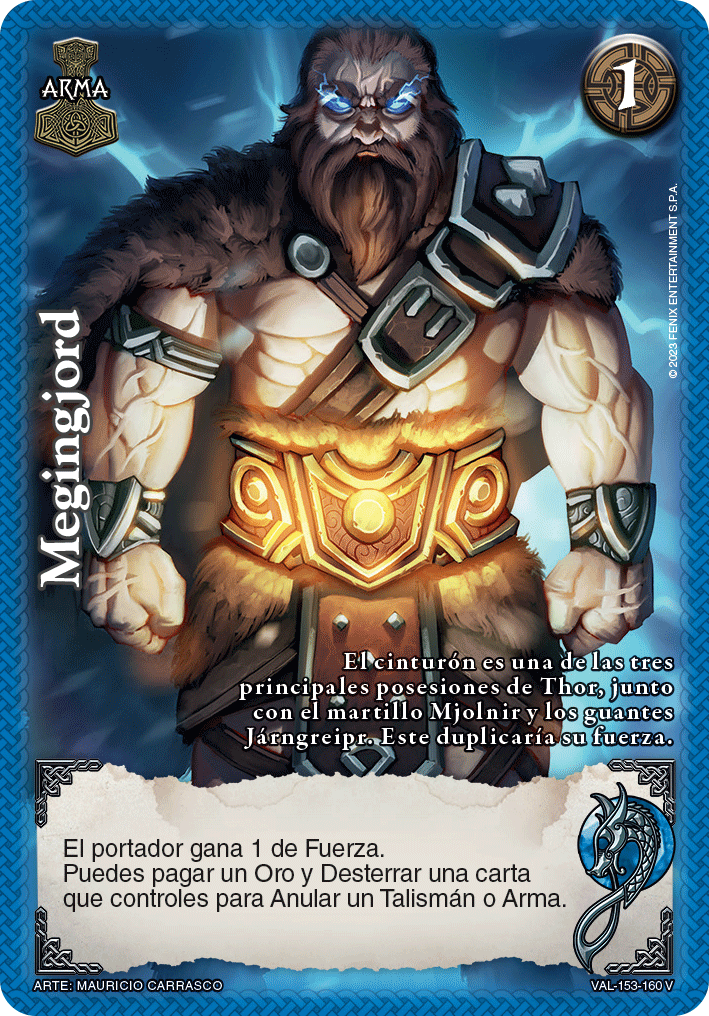 ARMA
1
© 2023 FENIX ENTERTAINMENT S.P.A.
Megingjord
El cinturón es una de las tres
principales posesiones de Thor, junto
con el martillo Mjolnir y los guantes
Járngreipr. Este duplicaría su fuerza.
El portador gana 1 de Fuerza.
Puedes pagar un Oro y Desterrar una carta
que controles para Anular un Talismán o Arma.
ARTE: MAURICIO CARRASCO
VAL-153-160 V